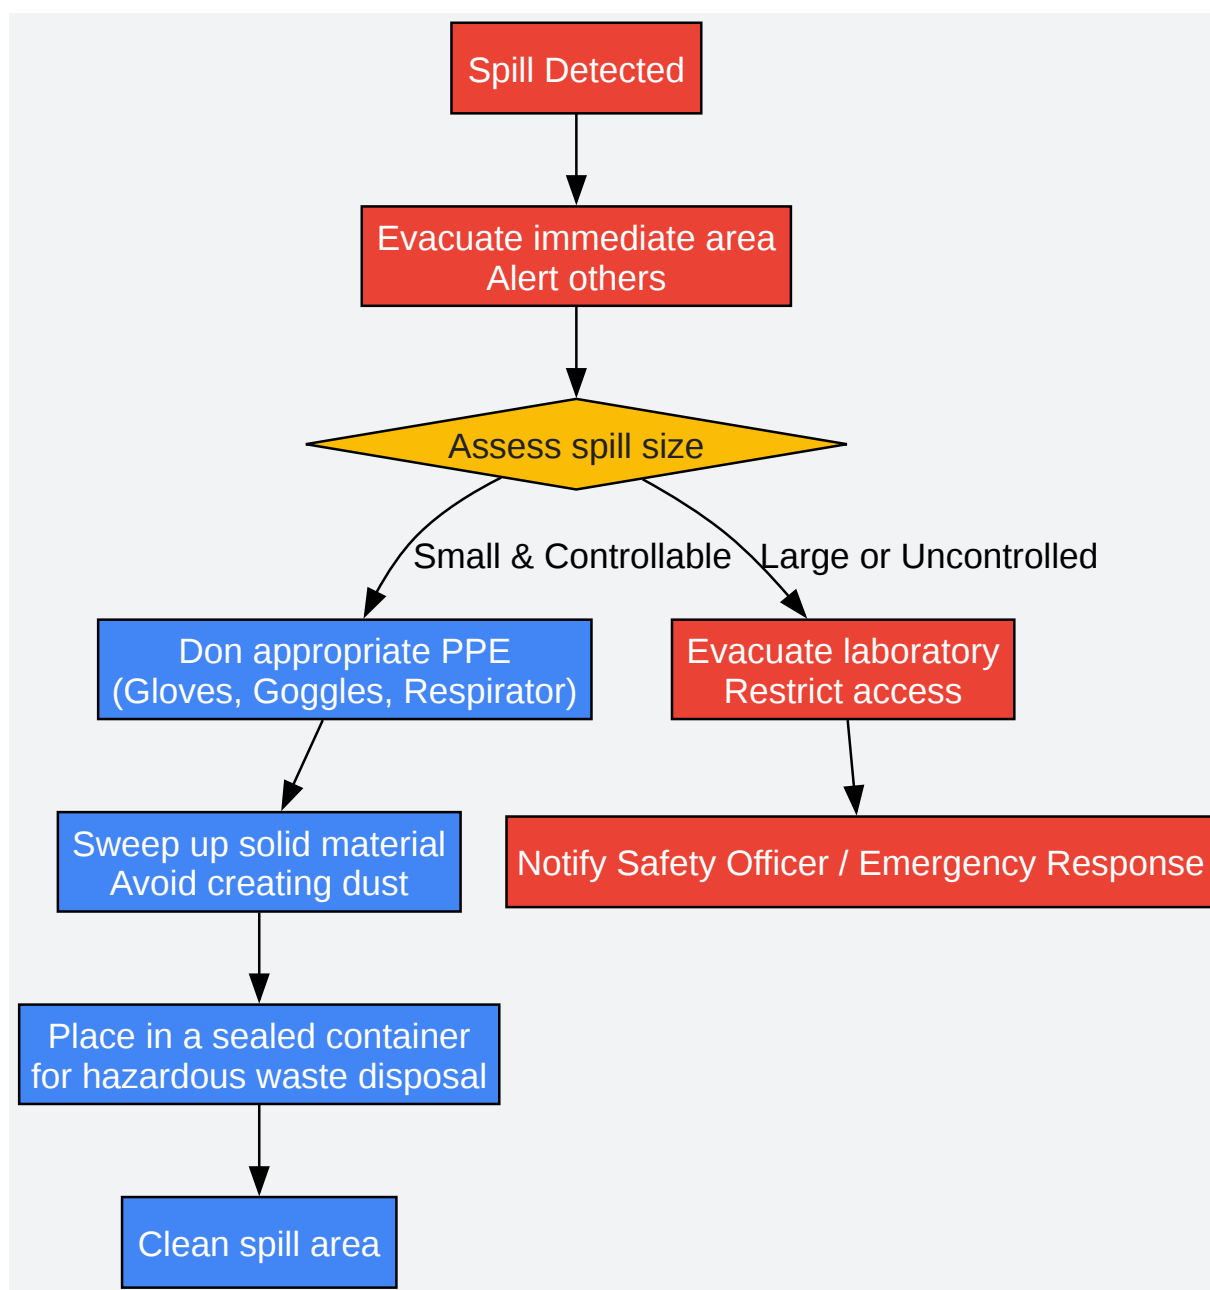 Spill Detected
Evacuate immediate area
Alert others
Assess spill size
Small & Controllable
Large or Uncontrolled
Don appropriate PPE
(Gloves, Goggles, Respirator)
Evacuate laboratory
Restrict access
Sweep up solid material
Avoid creating dust
Notify Safety Officer / Emergency Response
Place in a sealed container
for hazardous waste disposal
Clean spill area